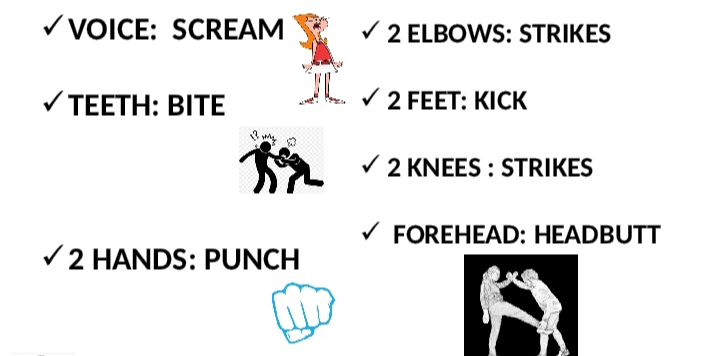 ✓ VOICE: SCREAM
✓ TEETH: BITE
!?
✓ 2 HANDS: PUNCH
✓ 2 ELBOWS: STRIKES
✓ 2 FEET: KICK
✓ 2 KNEES : STRIKES
✓ FOREHEAD: HEADBUTT